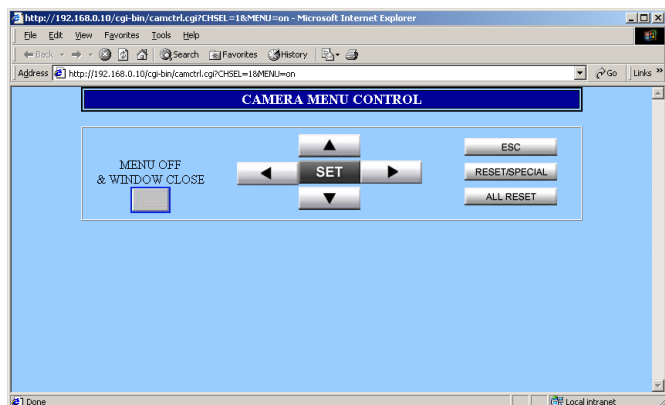 http://192.168.0.10/cgi-bin/camctrl.cgi?CHSEL=1&MENU=on - Microsoft Internet Explorer
File Edit View Favorites Tools Help
Back Search Favorites History
Address http://192.168.0.10/cgi-bin/camctrl.cgi?CHSEL=1&MENU=on Go Links »
CAMERA MENU CONTROL
MENU OFF
& WINDOW CLOSE
SET
ESC
RESET/SPECIAL
ALL RESET
Done Local intranet